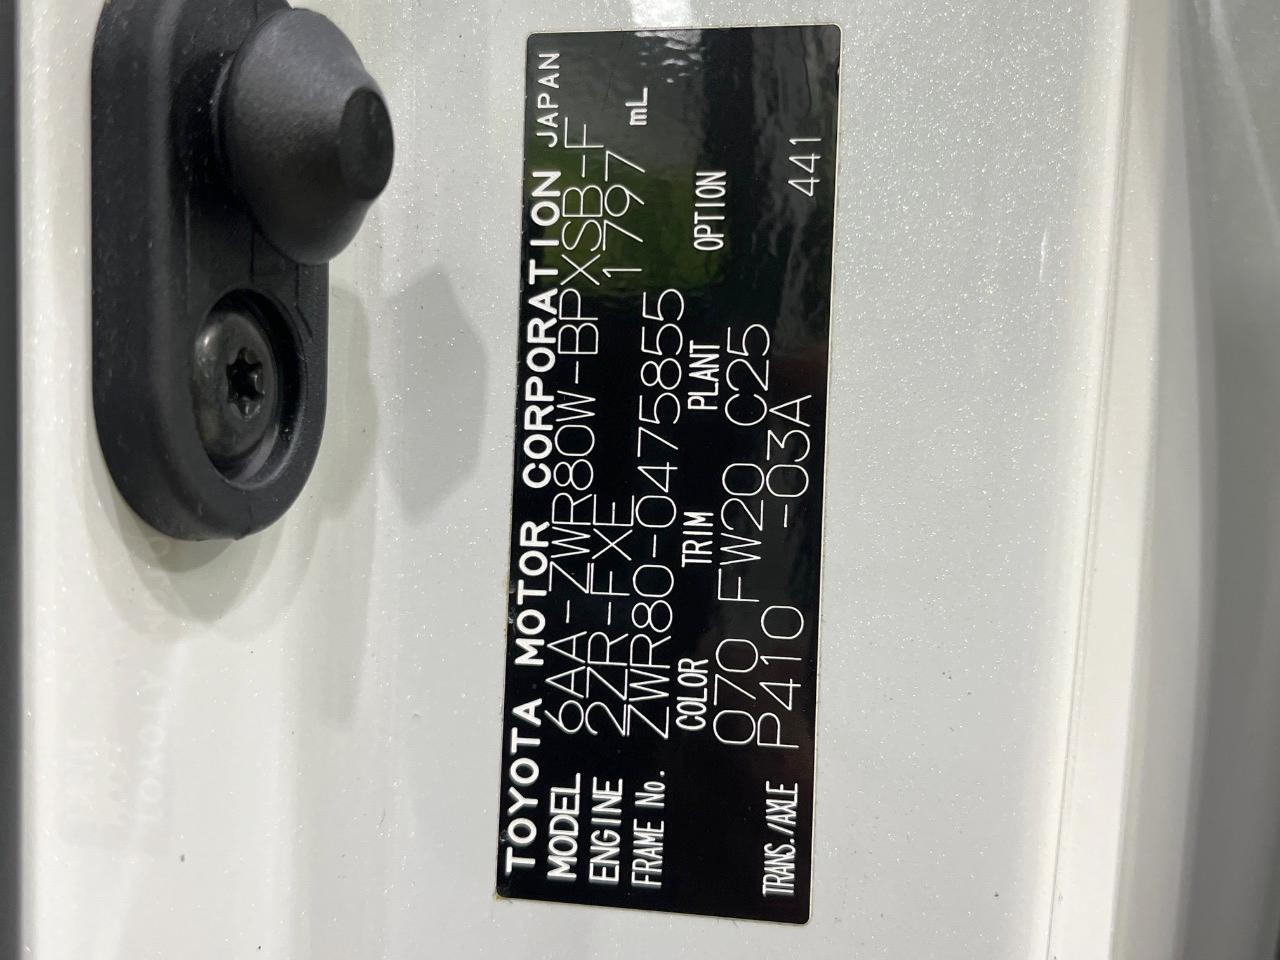 TOYOTA MOTOR CORPORATION JAPAN
MODEL 6AA-ZWR80W-BPXSB-F
ENGINE 2ZR-FXE 1797 mL
FRAME No. ZWR80-0475855
COLOR TRIM PLANT OPTION
070 FW20 C25
TRANS./AXLE P410 -03A 441